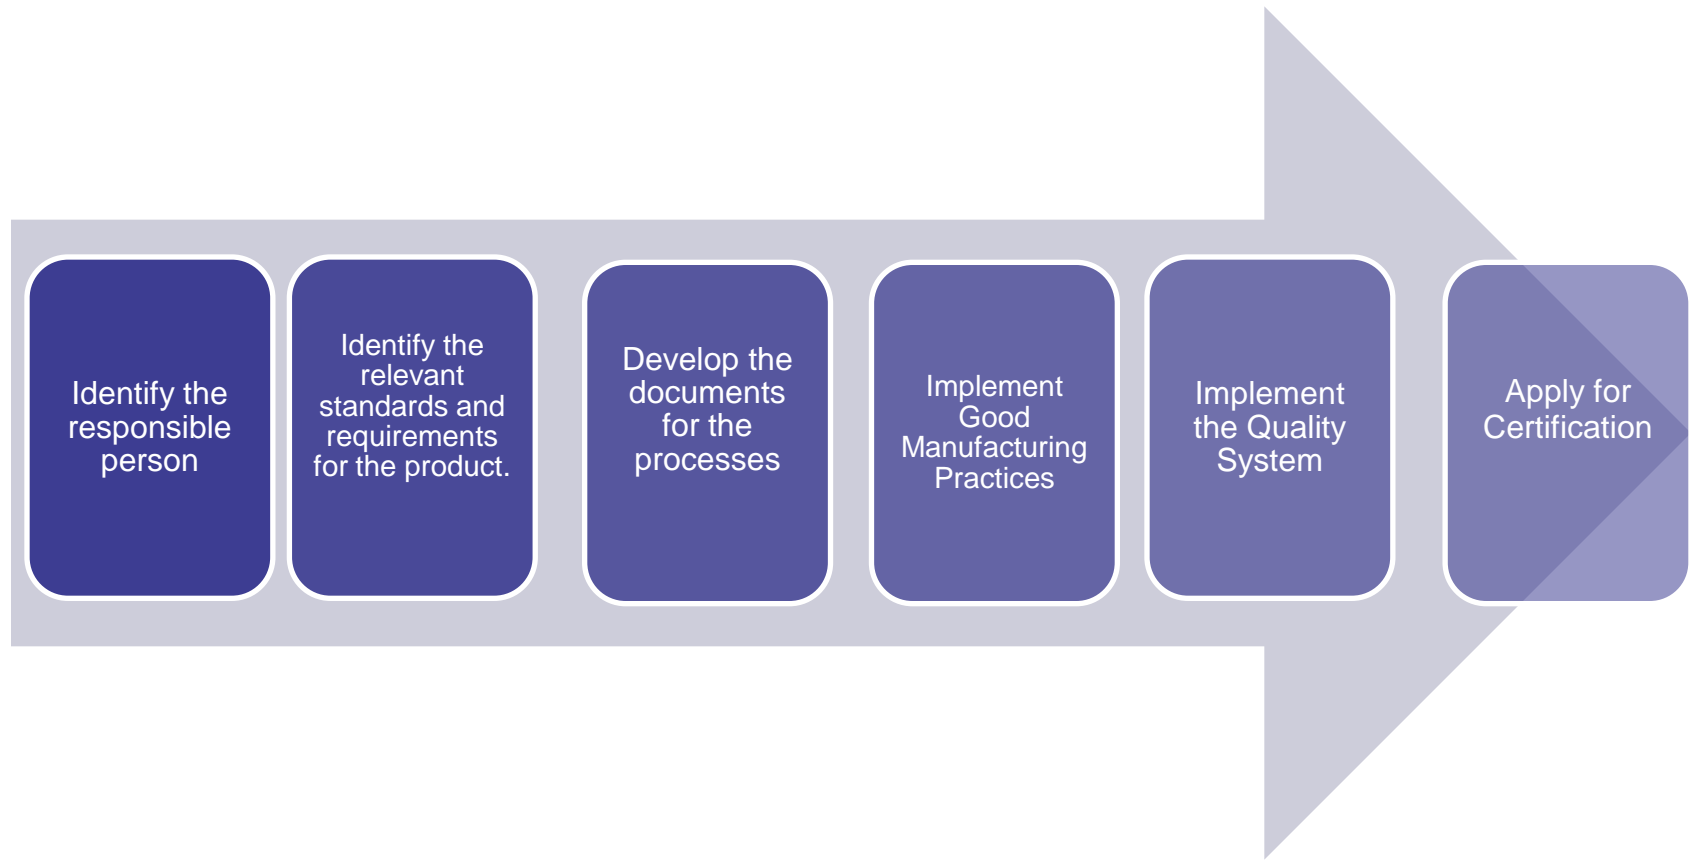 Identify the
responsible
person
Identify the
relevant
standards and
requirements
for the product.
Develop the
documents
for the
processes
Implement
Good
Manufacturing
Practices
Implement
the Quality
System
Apply for
Certification